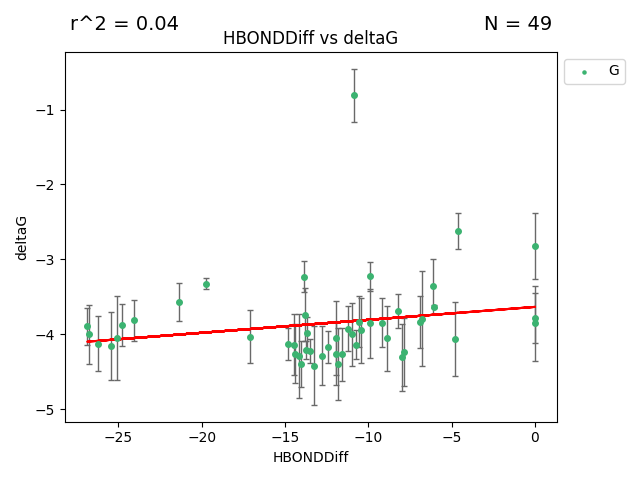 r^2 = 0.04
N = 49
HBONDDiff vs deltaG
G
deltaG
−1
−2
−3
−4
−5
−25
−20
−15
−10
−5
0
HBONDDiff